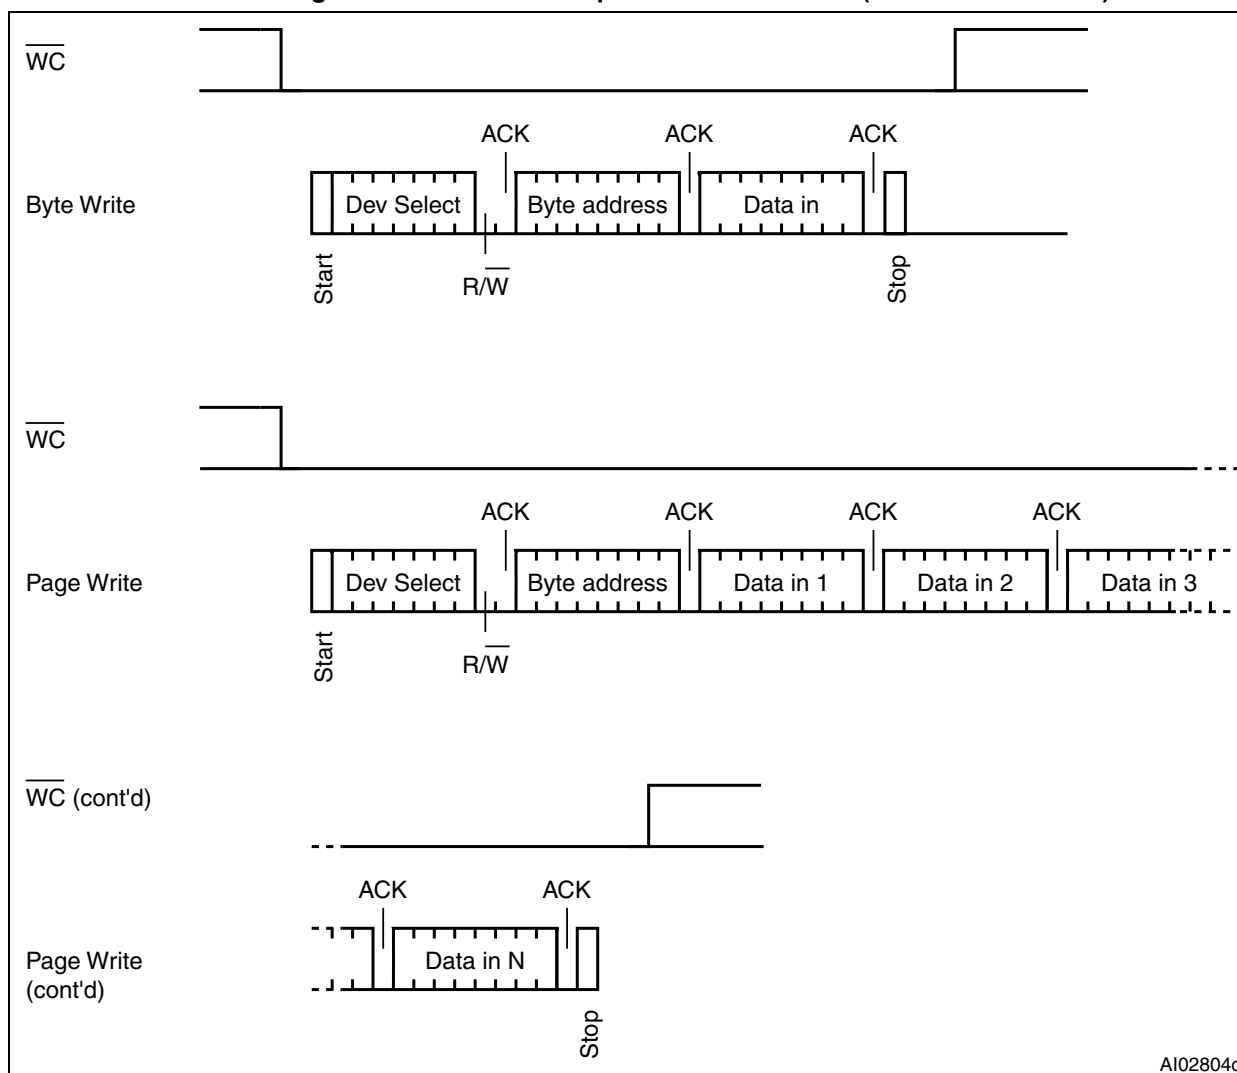 WC
ACK ACK ACK
Byte Write Dev Select Byte address Data in
Start R/W Stop
WC
ACK ACK ACK ACK
Page Write Dev Select Byte address Data in 1 Data in 2 Data in 3
Start R/W
WC (cont'd)
ACK ACK
Page Write Data in N
(cont'd)
Stop